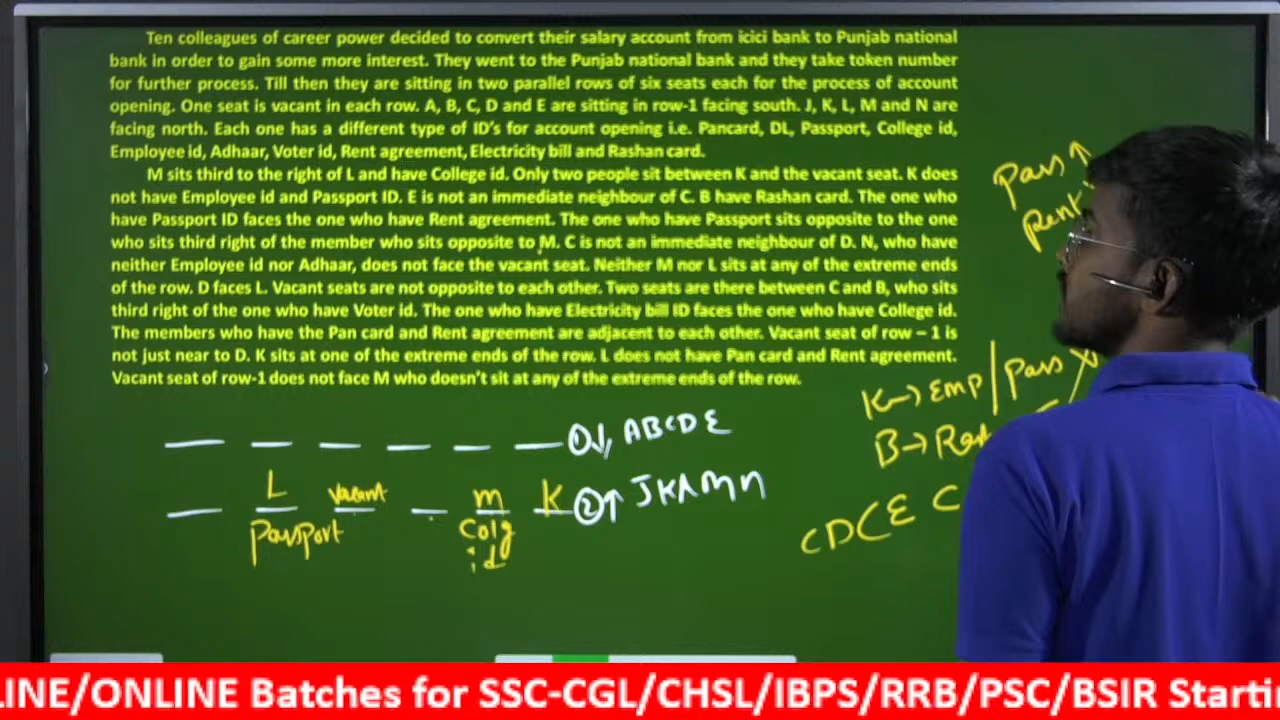 Ten colleagues of career power decided to convert their salary account from icici bank to Punjab national
bank in order to gain some more interest. They went to the Punjab national bank and they take token number
for further process. Till then they are sitting in two parallel rows of six seats each for the process of account
opening. One seat is vacant in each row. A, B, C, D and E are sitting in row-1 facing south. J, K, L, M and N are
facing north. Each one has a different type of ID's for account opening i.e. Pancard, DL, Passport, College id,
Employee id, Adhaar, Voter id, Rent agreement, Electricity bill and Rashan card.
M sits third to the right of L and have College id. Only two people sit between K and the vacant seat. K does
not have Employee id and Passport ID. E is not an immediate neighbour of C. B have Rashan card. The one who
have Passport ID faces the one who have Rent agreement. The one who have Passport sits opposite to the one
who sits third right of the member who sits opposite to M. C is not an immediate neighbour of D. N, who have
neither Employee id nor Adhaar, does not face the vacant seat. Neither M nor L sits at any of the extreme ends
of the row. D faces L. Vacant seats are not opposite to each other. Two seats are there between C and B, who sits
third right of the one who have Voter id. The one who have Electricity bill ID faces the one who have College id.
The members who have the Pan card and Rent agreement are adjacent to each other. Vacant seat of row – 1 is
not just near to D. K sits at one of the extreme ends of the row. L does not have Pan card and Rent agreement.
Vacant seat of row-1 does not face M who doesn't sit at any of the extreme ends of the row.
Pass ↑
Rent
K → Emp / Pass X
B →
① ↓ ABCDE
L vacant m K ② ↑ JKLMN
Passport Colg
id